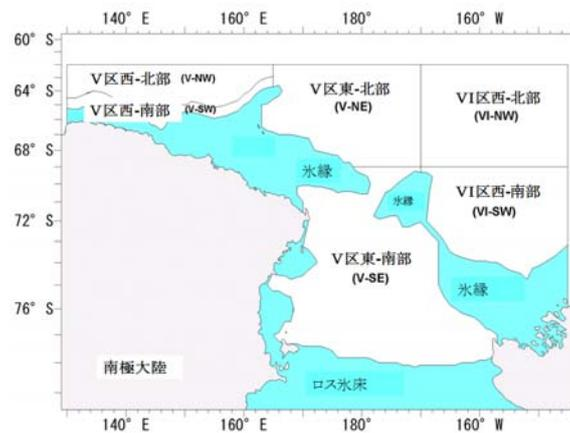 140° E 160° E 180° 160° W
60° S
64° S
68° S
72° S
76° S
V区西-北部 (V-NW)
V区西-南部 (V-SW)
V区東-北部
(V-NE)
VI区西-北部
(VI-NW)
氷縁
氷縁
VI区西-南部
(VI-SW)
V区東-南部
(V-SE)
氷縁
南極大陸
ロス氷床
140° E 160° E 180° 160° W